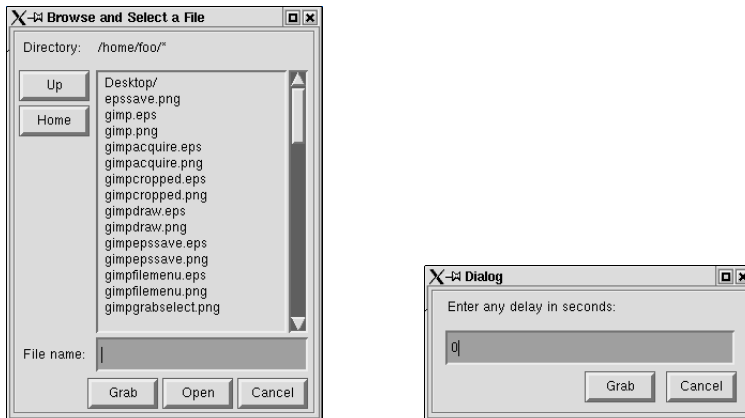 Browse and Select a File
Directory: /home/foo/*
Up
Home
Desktop/
epssave.png
gimp.eps
gimp.png
gimpacquire.eps
gimpacquire.png
gimpcropped.eps
gimpcropped.png
gimpdraw.eps
gimpdraw.png
gimpepssave.eps
gimpepssave.png
gimpfilemenu.eps
gimpfilemenu.png
gimpgrabselect.png
File name:
Grab Open Cancel
Dialog
Enter any delay in seconds:
0
Grab Cancel